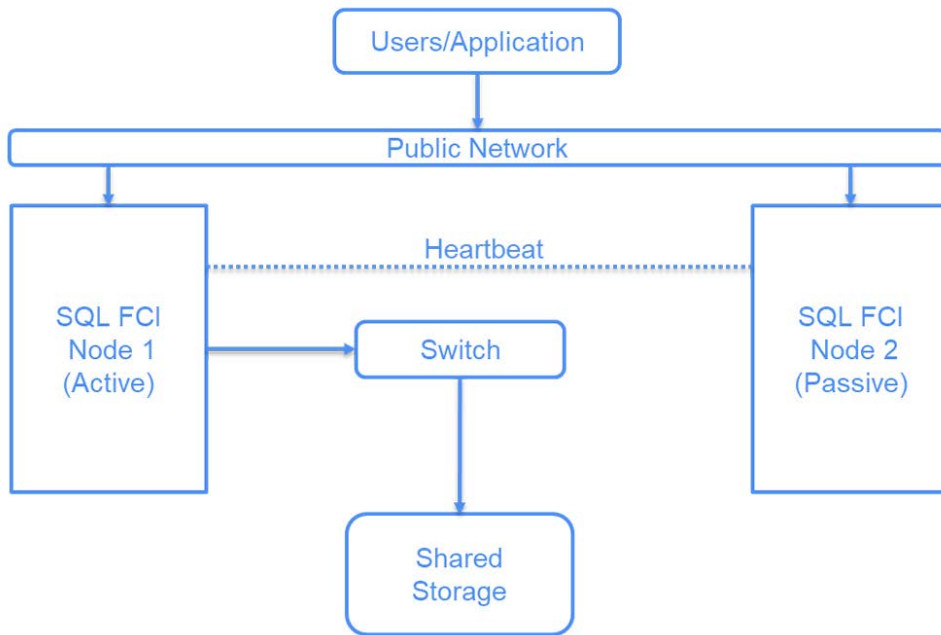 Users/Application
Public Network
Heartbeat
SQL FCI
Node 1
(Active)
Switch
SQL FCI
Node 2
(Passive)
Shared
Storage